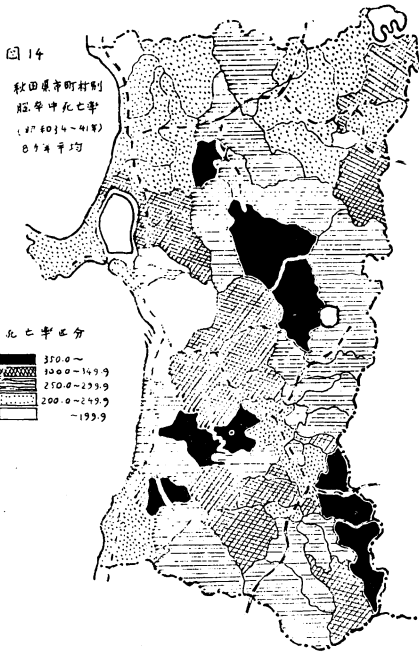 図14
秋田県市町村別
脳卒中死亡率
(昭和34~41年)
8ケ年平均
死亡率区分
350.0~
300.0~349.9
250.0~299.9
200.0~249.9
~199.9